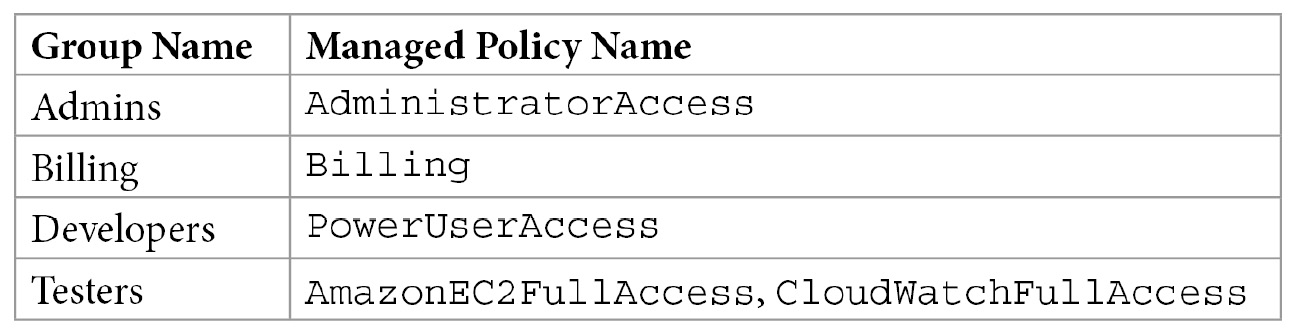 Group Name Managed Policy Name
Admins AdministratorAccess
Billing Billing
Developers PowerUserAccess
Testers AmazonEC2FullAccess, CloudWatchFullAccess